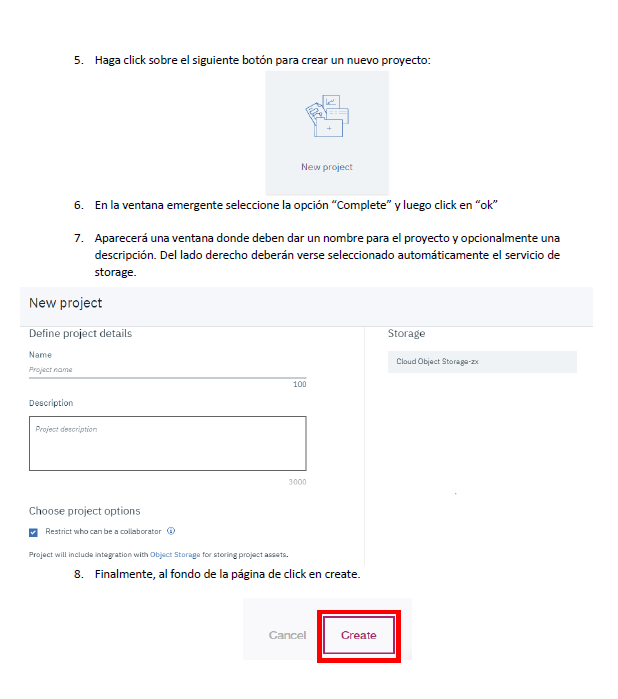 5. Haga click sobre el siguiente botón para crear un nuevo proyecto:
New project
6. En la ventana emergente seleccione la opción “Complete” y luego click en “ok”
7. Aparecerá una ventana donde deben dar un nombre para el proyecto y opcionalmente una
descripción. Del lado derecho deberán verse seleccionado automáticamente el servicio de
storage.
New project
Define project details
Name
Project name
100
Description
Project description
3000
Choose project options
Restrict who can be a collaborator
Project will include integration with Object Storage for storing project assets.
Storage
Cloud Object Storage-zx
8. Finalmente, al fondo de la página de click en create.
Cancel
Create